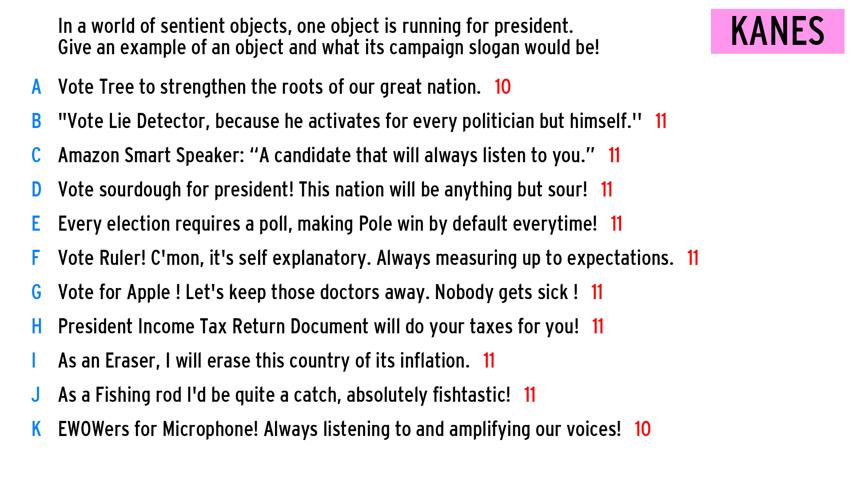 In a world of sentient objects, one object is running for president.
Give an example of an object and what its campaign slogan would be!
KANES
A Vote Tree to strengthen the roots of our great nation. 10
B "Vote Lie Detector, because he activates for every politician but himself." 11
C Amazon Smart Speaker: “A candidate that will always listen to you.” 11
D Vote sourdough for president! This nation will be anything but sour! 11
E Every election requires a poll, making Pole win by default everytime! 11
F Vote Ruler! C'mon, it's self explanatory. Always measuring up to expectations. 11
G Vote for Apple ! Let's keep those doctors away. Nobody gets sick ! 11
H President Income Tax Return Document will do your taxes for you! 11
I As an Eraser, I will erase this country of its inflation. 11
J As a Fishing rod I'd be quite a catch, absolutely fishtastic! 11
K EWOWers for Microphone! Always listening to and amplifying our voices! 10